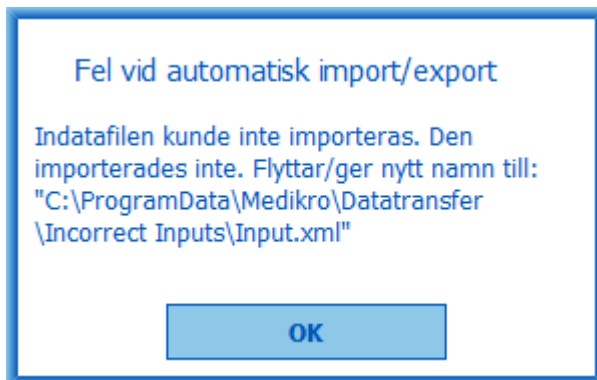 Fel vid automatisk import/export
Indatafilen kunde inte importeras. Den
importerades inte. Flyttar/ger nytt namn till:
"C:\ProgramData\Medikro\Datatransfer
\Incorrect Inputs\Input.xml"
OK